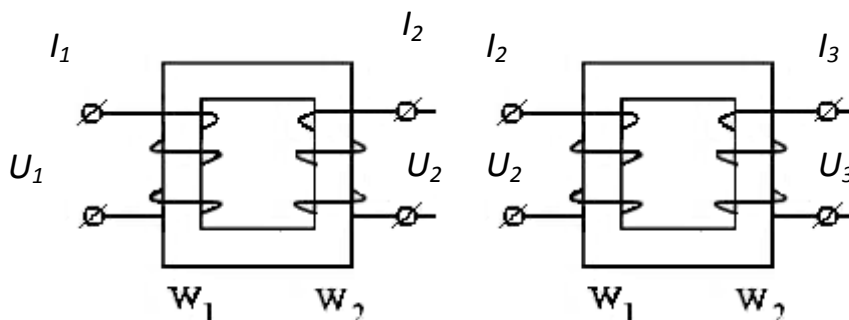 I₁ I₂ I₂ I₃
U₁ U₂ U₂ U₃
W₁ W₂ W₁ W₂